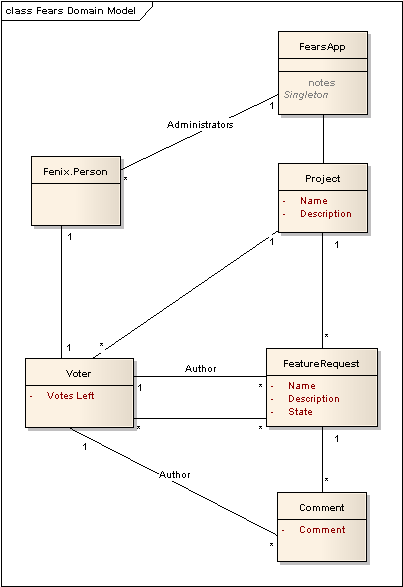 class Fears Domain Model
FearsApp
notes
Singleton
1
Administrators
Fenix.Person
*
Project
- Name
- Description
1
1
1
*
1
*
Voter
- Votes Left
Author
1
*
*
*
FeatureRequest
- Name
- Description
- State
1
1
Author
*
*
Comment
- Comment